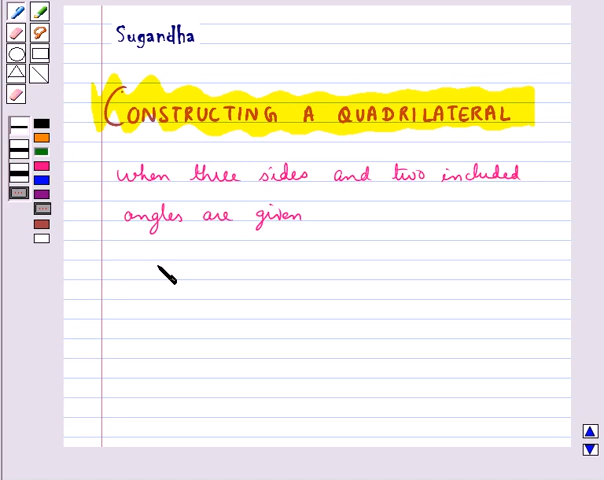 Sugandha
CONSTRUCTING A QUADRILATERAL
When three sides and two included
angles are given